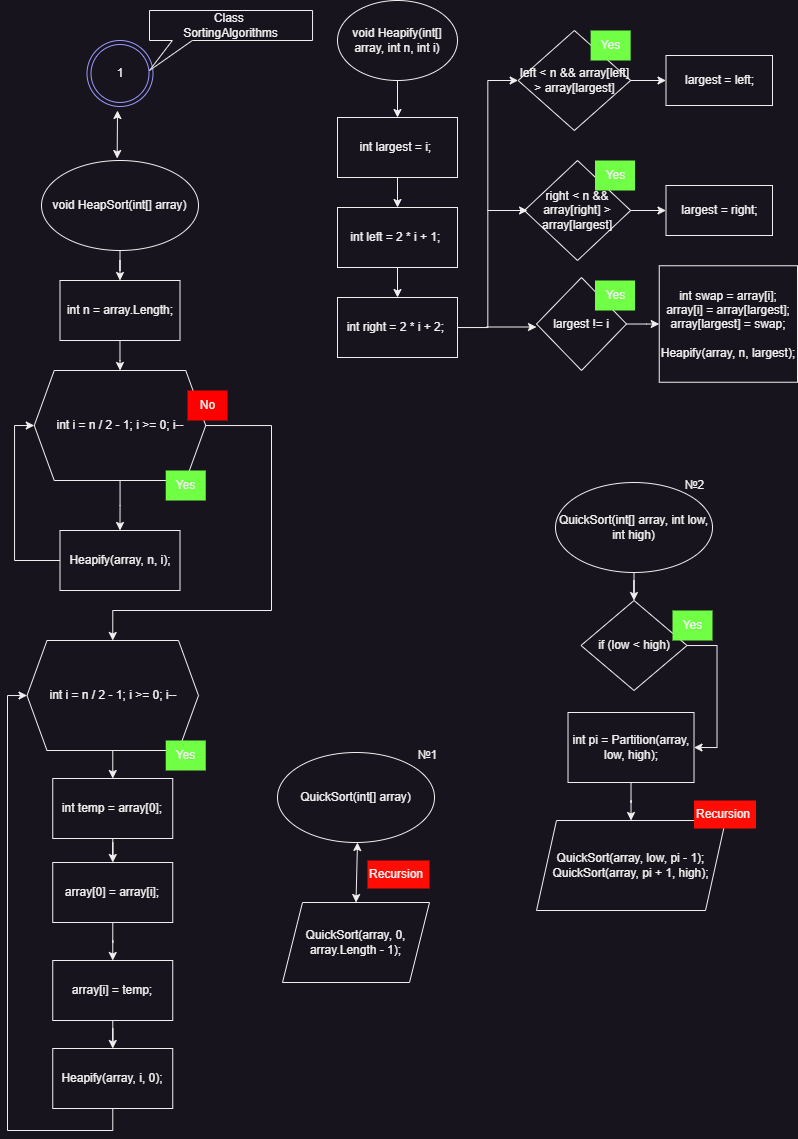 Class
SortingAlgorithms
1
void HeapSort(int[] array)
int n = array.Length;
int i = n / 2 - 1; i >= 0; i--
No
Yes
Heapify(array, n, i);
int i = n / 2 - 1; i >= 0; i--
Yes
int temp = array[0];
array[0] = array[i];
array[i] = temp;
Heapify(array, i, 0);
void Heapify(int[]
array, int n, int i)
int largest = i;
int left = 2 * i + 1;
int right = 2 * i + 2;
Yes
left < n && array[left]
> array[largest]
largest = left;
Yes
right < n &&
array[right] >
array[largest]
largest = right;
Yes
largest != i
int swap = array[i];
array[i] = array[largest];
array[largest] = swap;
Heapify(array, n, largest);
№1
QuickSort(int[] array)
Recursion
QuickSort(array, 0,
array.Length - 1);
№2
QuickSort(int[] array, int low,
int high)
Yes
if (low < high)
int pi = Partition(array,
low, high);
Recursion
QuickSort(array, low, pi - 1);
QuickSort(array, pi + 1, high);